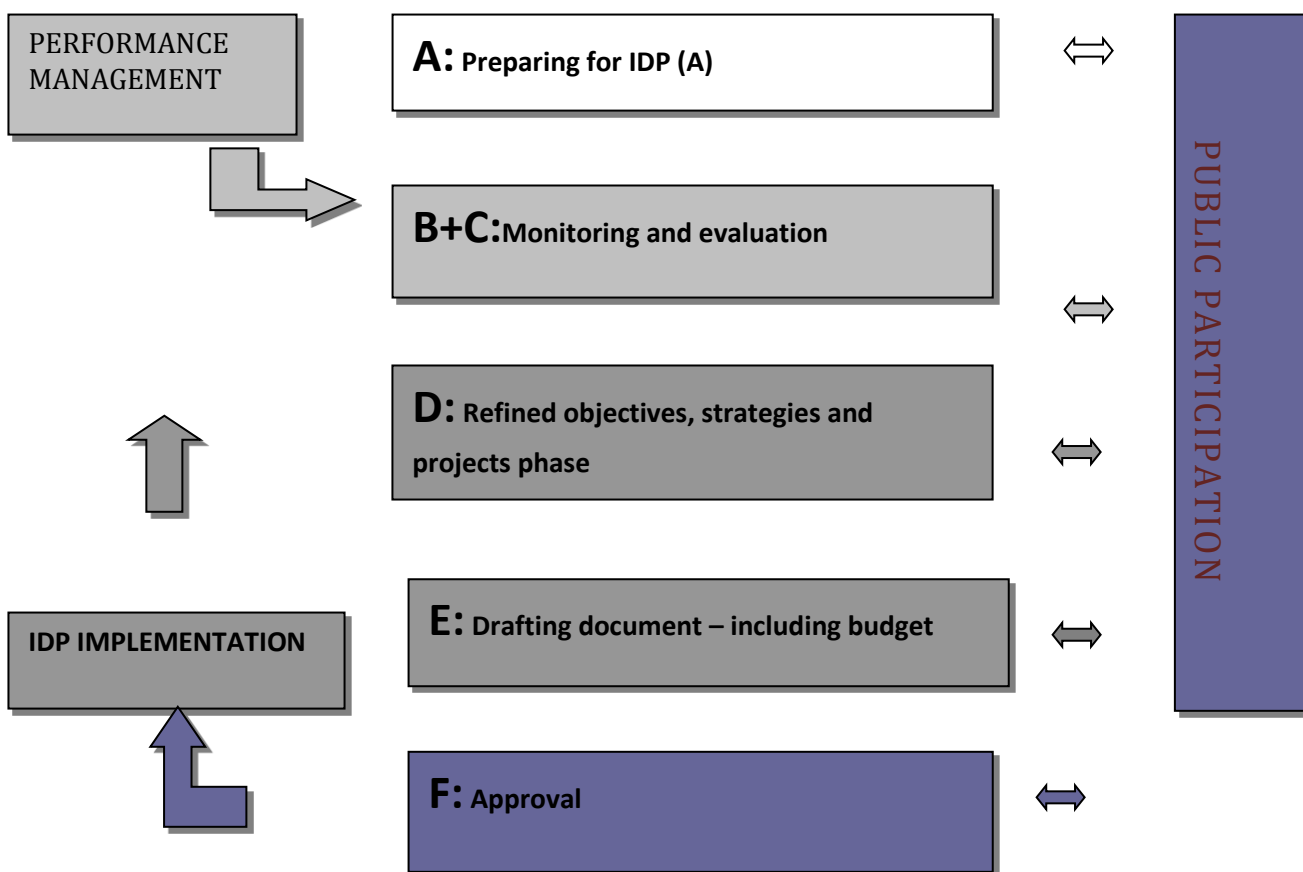 PERFORMANCE
MANAGEMENT
A: Preparing for IDP (A)
B+C:Monitoring and evaluation
D: Refined objectives, strategies and
projects phase
E: Drafting document – including budget
IDP IMPLEMENTATION
F: Approval
PUBLIC PARTICIPATION